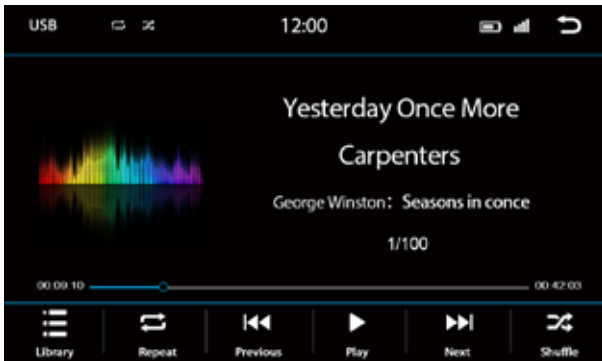 USB 12:00
Yesterday Once More
Carpenters
George Winston: Seasons in conce
1/100
00:09:10 00:42:03
Library Repeat Previous Play Next Shuffle